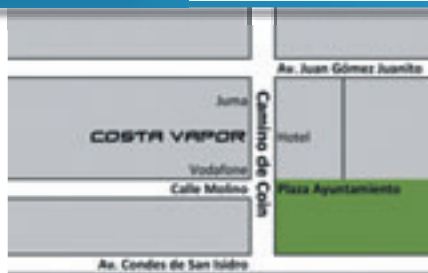 Av. Juan Gómez Juanito
Juma
COSTA VAPOR
Hotel
Camino de Coin
Vodafone
Calle Molino
Plaza Ayuntamiento
Av. Condes de San Isidro